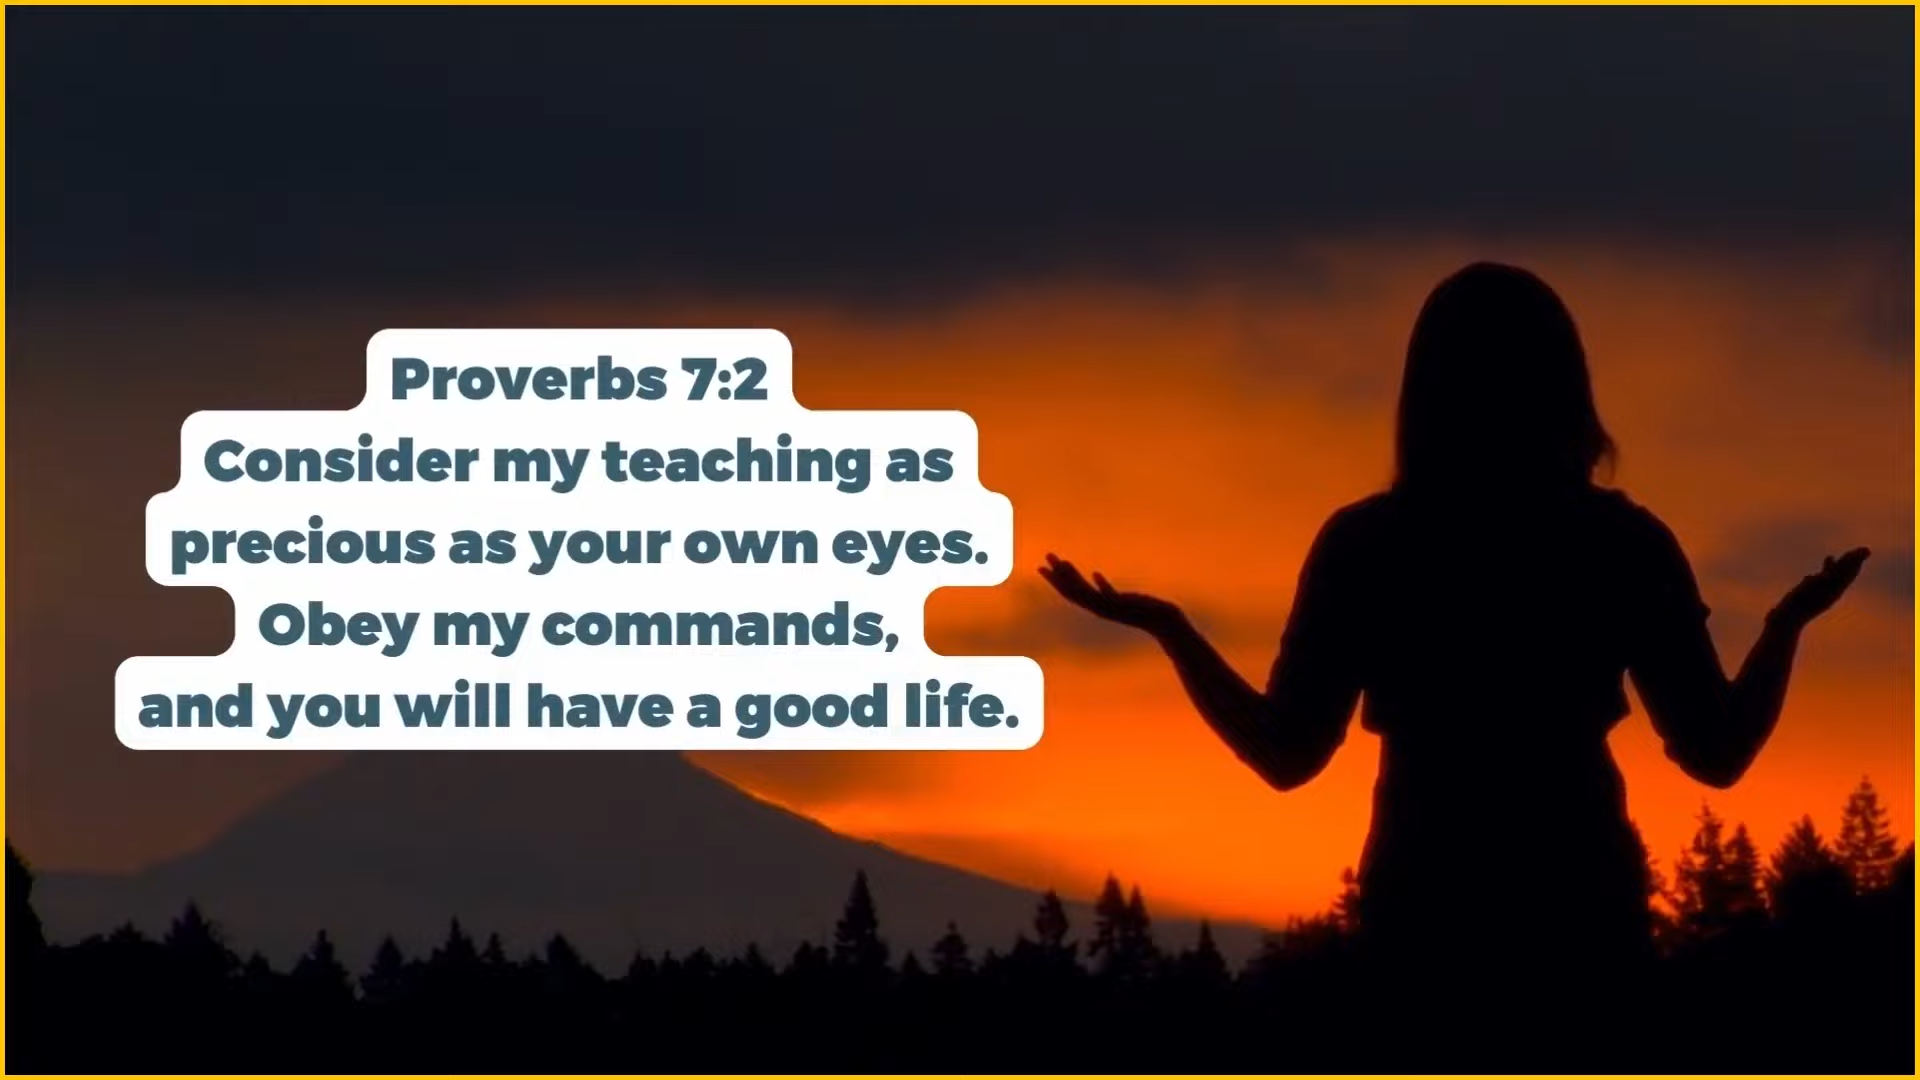 Proverbs 7:2
Consider my teaching as
precious as your own eyes.
Obey my commands,
and you will have a good life.